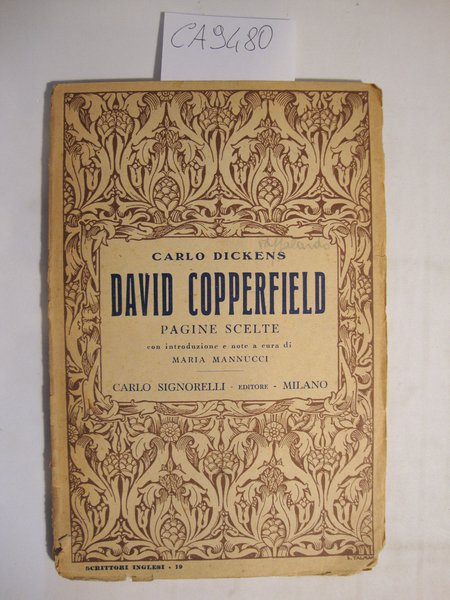 CA9480
CARLO DICKENS
DAVID COPPERFIELD
PAGINE SCELTE
con introduzione e note a cura di
MARIA MANNUCCI
CARLO SIGNORELLI - EDITORE - MILANO
SCRITTORI INGLESI - 19